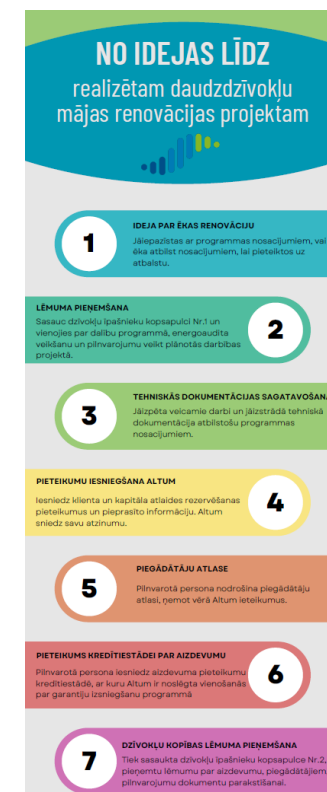 NO IDEJAS LĪDZ
realizētam daudzdzīvokļu
mājas renovācijas projektam
1
IDEJA PAR ĒKAS RENOVĀCIJU
Jāiepazīstas ar programmas nosacījumiem, vai
ēka atbilst nosacījumiem, lai pieteiktos uz
atbalstu.
LĒMUMA PIEŅEMŠANA
Sasauc dzīvokļu īpašnieku kopsapulci Nr.1 un
vienojies par dalību programmā, energoaudita
veikšanu un pilnvarojumu veikt plānotās darbības
projektā.
2
3
TEHNISKĀS DOKUMENTĀCIJAS SAGATAVOŠANA
Jāizpēta veicamie darbi un jāizstrādā tehniskā
dokumentācija atbilstošu programmas
nosacījumiem.
PIETEIKUMU IESNIEGŠANA ALTUM
Iesniedz klienta un kapitāla atlaides rezervēšanas
pieteikumus un pieprasīto informāciju. Altum
sniedz savu atzinumu.
4
5
PIEGĀDĀTĀJU ATLASE
Pilnvarotā persona nodrošina piegādātāju
atlasi, ņemot vērā Altum ieteikumus.
PIETEIKUMS KREDĪTIESTĀDEI PAR AIZDEVUMU
Pilnvarotā persona iesniedz aizdevuma pieteikumu
kredītiestādē, ar kuru Altum ir noslēgta vienošanās
par garantiju izsniegšanu programmā
6
7
DZĪVOKĻU KOPĪBAS LĒMUMA PIEŅEMŠANA
Tiek sasaukta dzīvokļu īpašnieku kopsapulce Nr.2,
pieņemtu lēmumu par aizdevumu, piegādātājiem
pilnvarojumu dokumentu parakstīšanai.